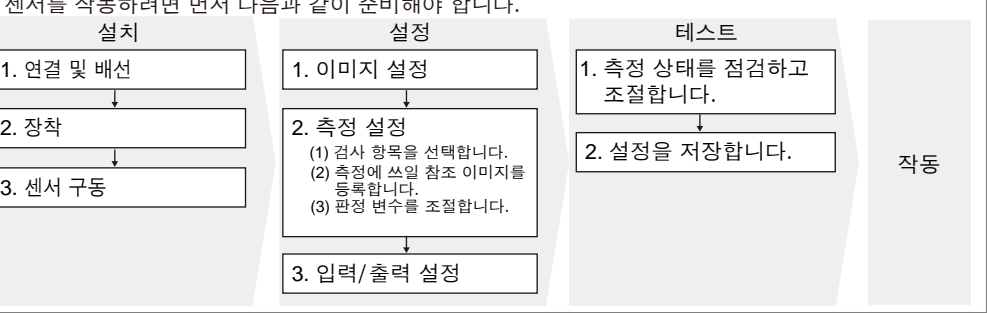 센서를 작동하려면 먼저 다음과 같이 준비해야 합니다.
설치
1. 연결 및 배선
2. 장착
3. 센서 구동
설정
1. 이미지 설정
2. 측정 설정
(1) 검사 항목을 선택합니다.
(2) 측정에 쓰일 참조 이미지를
등록합니다.
(3) 판정 변수를 조절합니다.
3. 입력/출력 설정
테스트
1. 측정 상태를 점검하고
조절합니다.
2. 설정을 저장합니다.
작동